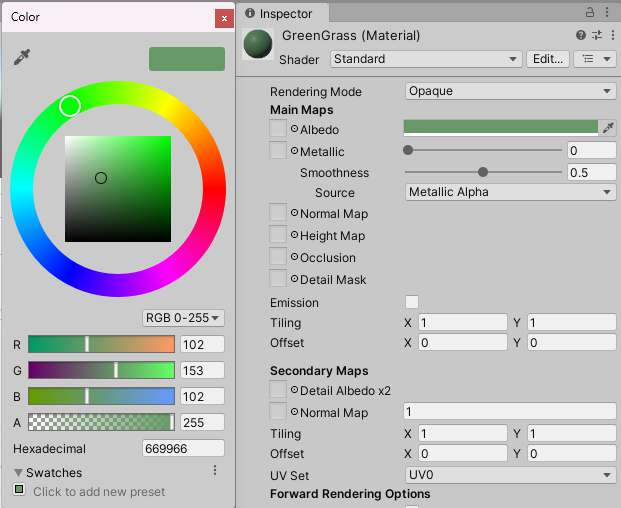 Color
x
RGB 0-255
R 102
G 153
B 102
A 255
Hexadecimal 669966
Swatches
Click to add new preset
Inspector
GreenGrass (Material)
Shader Standard Edit...
Rendering Mode Opaque
Main Maps
Albedo
Metallic 0
Smoothness 0.5
Source Metallic Alpha
Normal Map
Height Map
Occlusion
Detail Mask
Emission
Tiling X 1 Y 1
Offset X 0 Y 0
Secondary Maps
Detail Albedo x2
Normal Map 1
Tiling X 1 Y 1
Offset X 0 Y 0
UV Set UV0
Forward Rendering Options